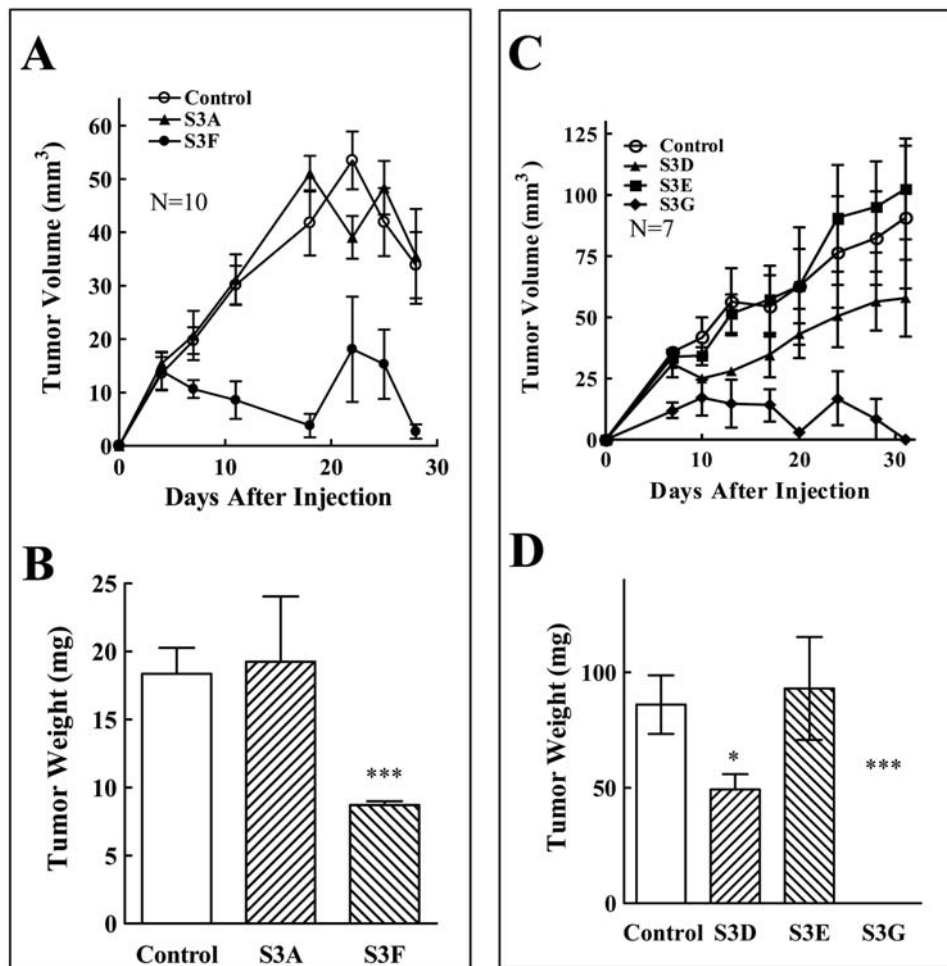 A
Control
S3A
S3F
N=10
Tumor Volume (mm³)
60
50
40
30
20
10
0
0 10 20 30
Days After Injection
B
Tumor Weight (mg)
25
20
15
10
5
0
***
Control S3A S3F
C
Control
S3D
S3E
S3G
N=7
Tumor Volume (mm³)
125
100
75
50
25
0
0 10 20 30
Days After Injection
D
Tumor Weight (mg)
100
50
0
*
***
Control S3D S3E S3G